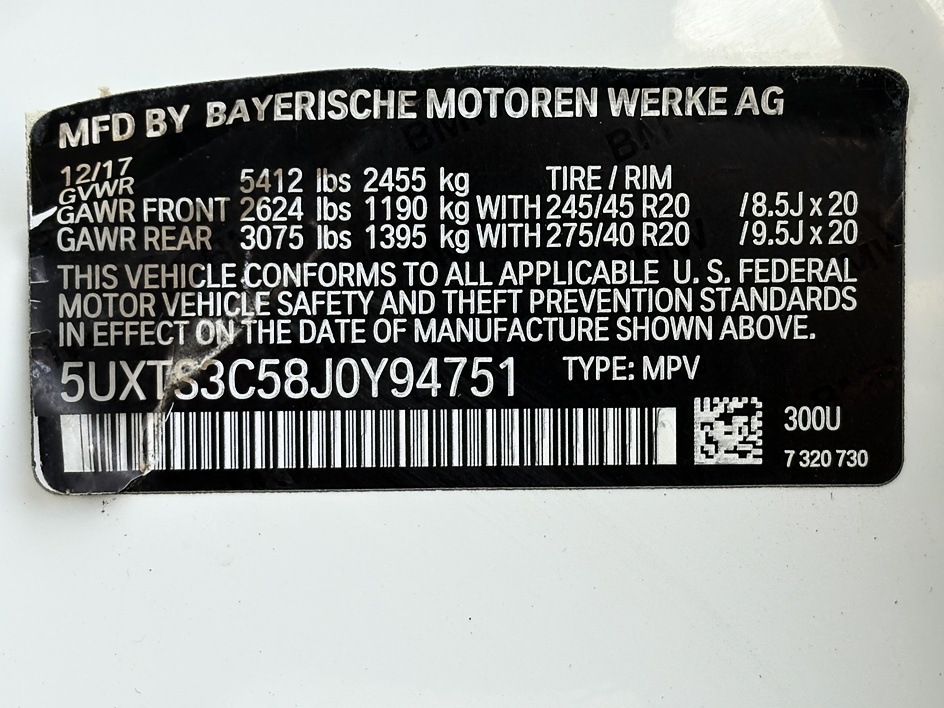 MFD BY BAYERISCHE MOTOREN WERKE AG
12/17
GVWR 5412 lbs 2455 kg TIRE / RIM
GAWR FRONT 2624 lbs 1190 kg WITH 245/45 R20 /8.5J x 20
GAWR REAR 3075 lbs 1395 kg WITH 275/40 R20 /9.5J x 20
THIS VEHICLE CONFORMS TO ALL APPLICABLE U. S. FEDERAL
MOTOR VEHICLE SAFETY AND THEFT PREVENTION STANDARDS
IN EFFECT ON THE DATE OF MANUFACTURE SHOWN ABOVE.
5UXTS3C58J0Y94751 TYPE: MPV
300U
7 320 730